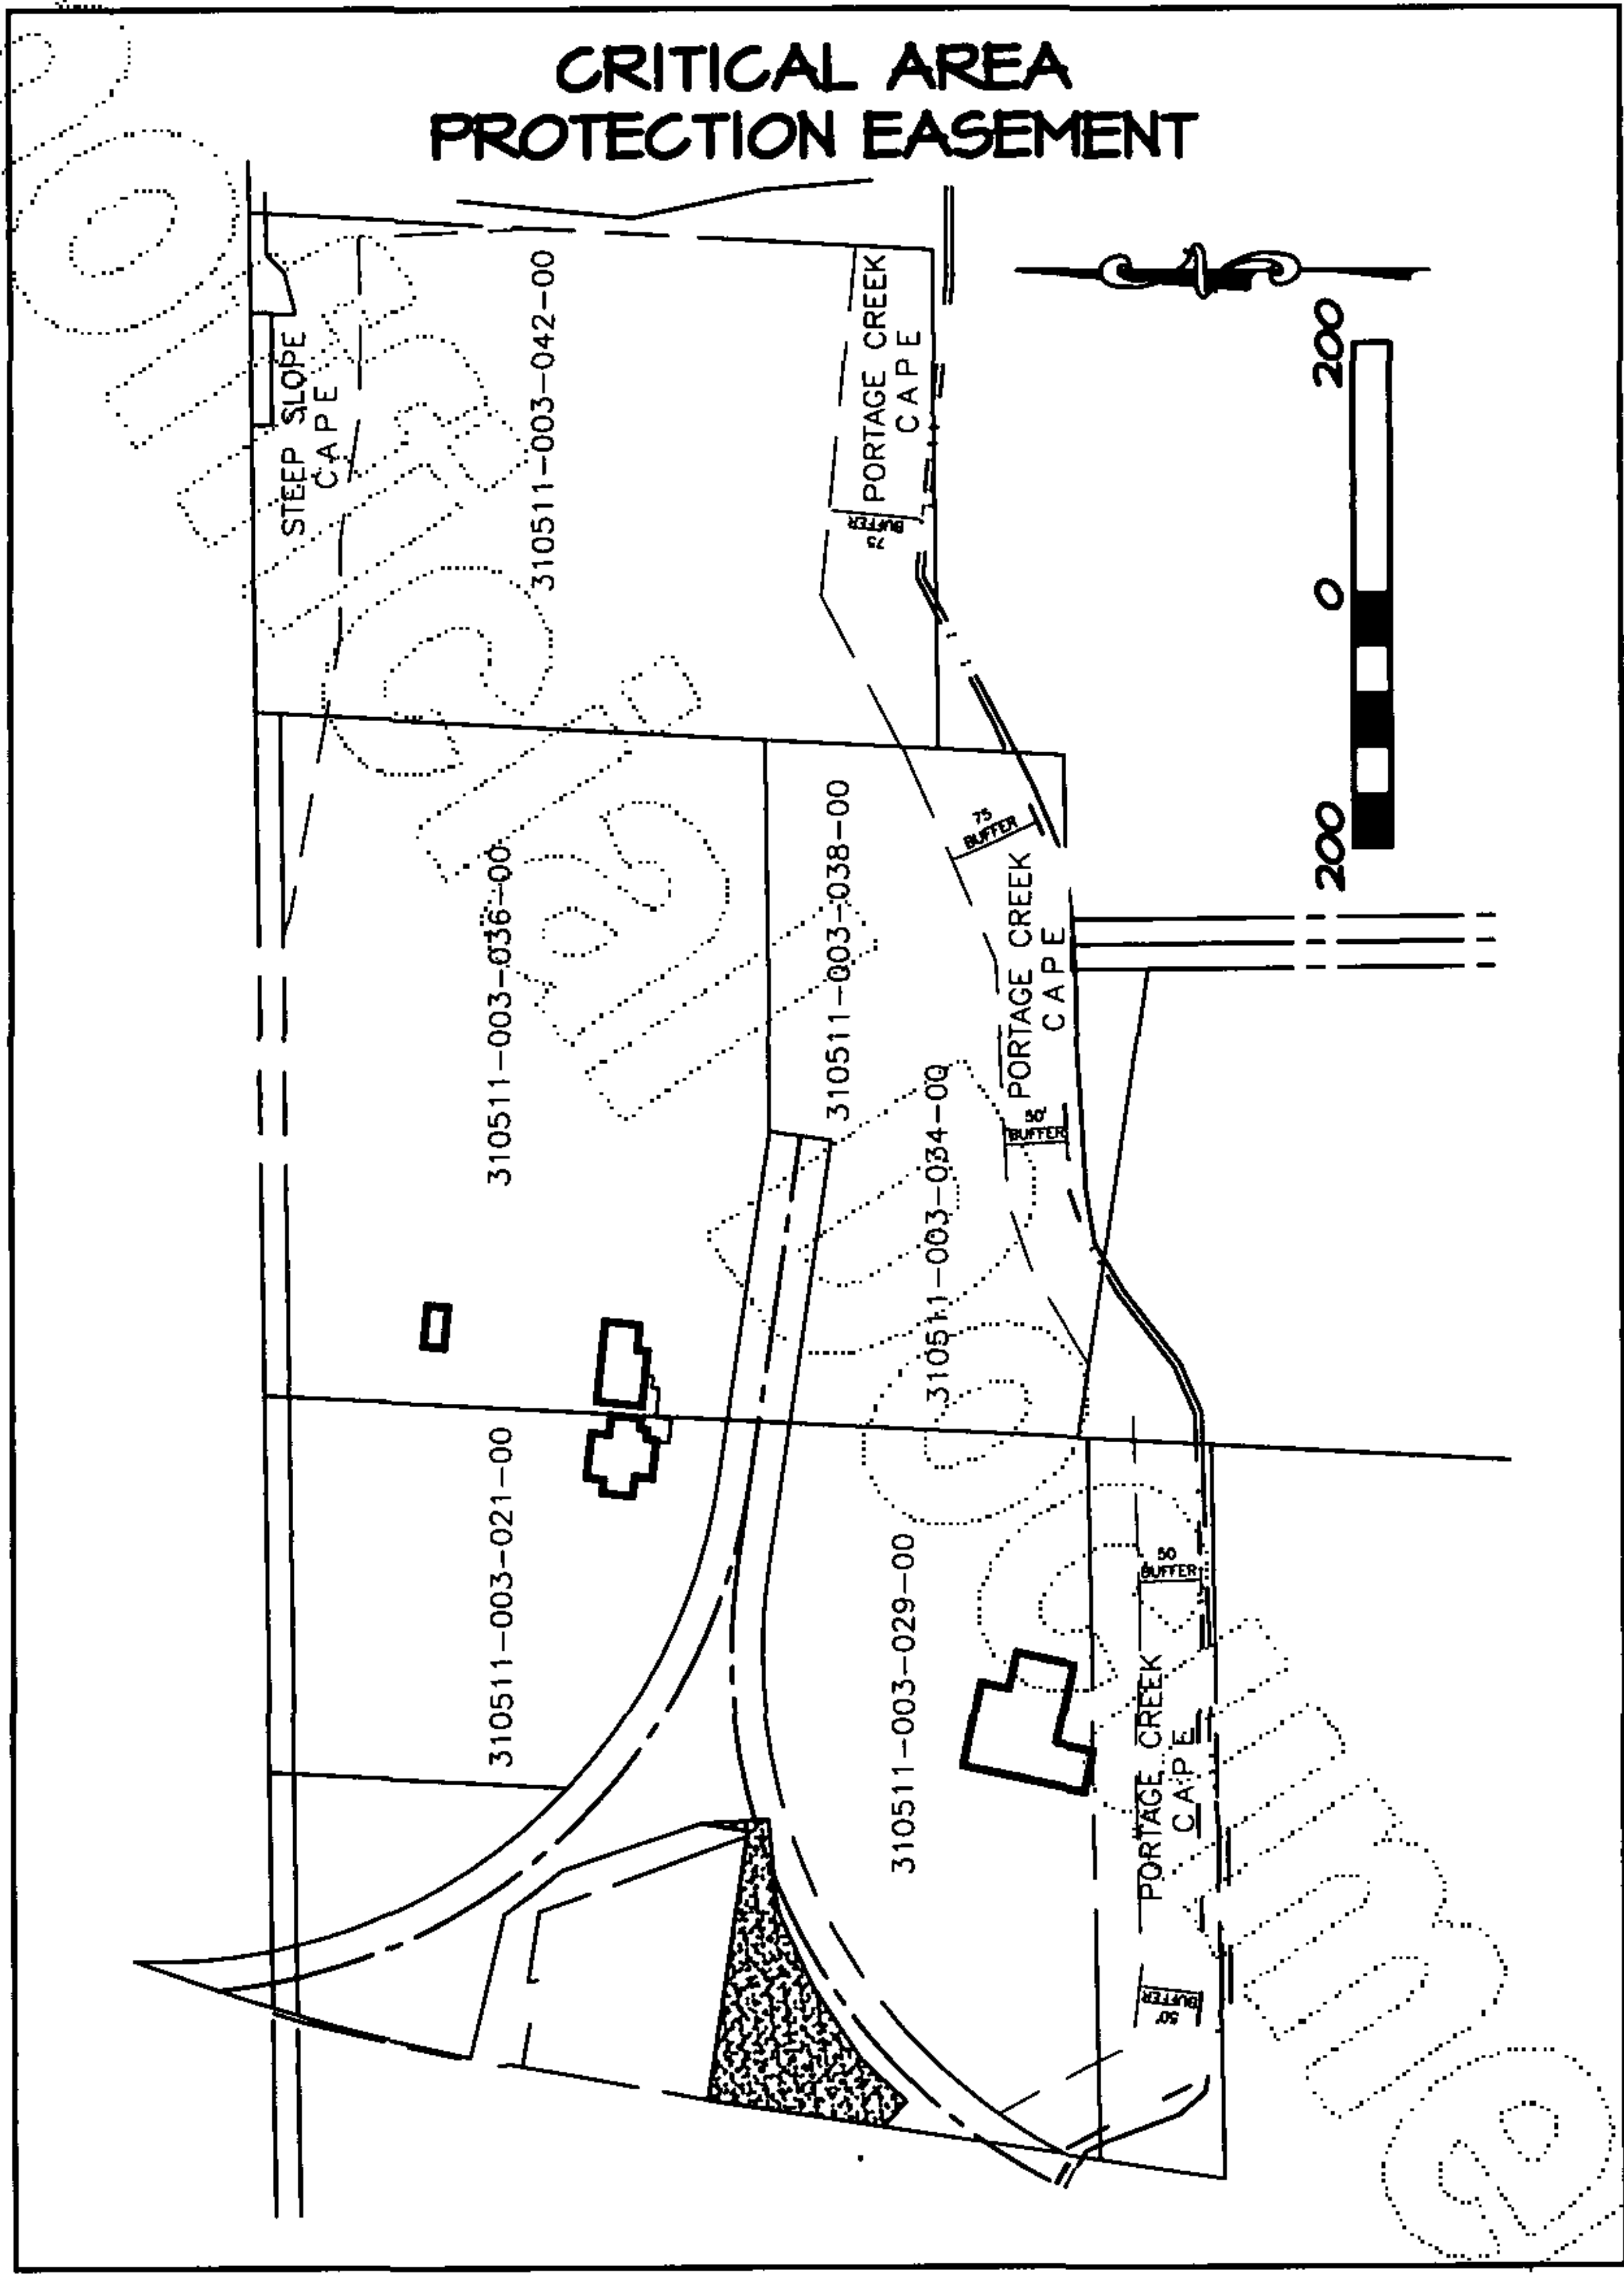 CRITICAL AREA
PROTECTION EASEMENT
STEEP SLOPE
CAPE
310511-003-042-00
PORTAGE CREEK
CAPE
75
BUFFER
200
0
200
310511-003-036-00
310511-003-038-00
75
BUFFER
PORTAGE CREEK
CAPE
310511-003-034-00
50
BUFFER
310511-003-021-00
310511-003-029-00
50
BUFFER
PORTAGE CREEK
CAPE
50
BUFFER
Unofficial Document